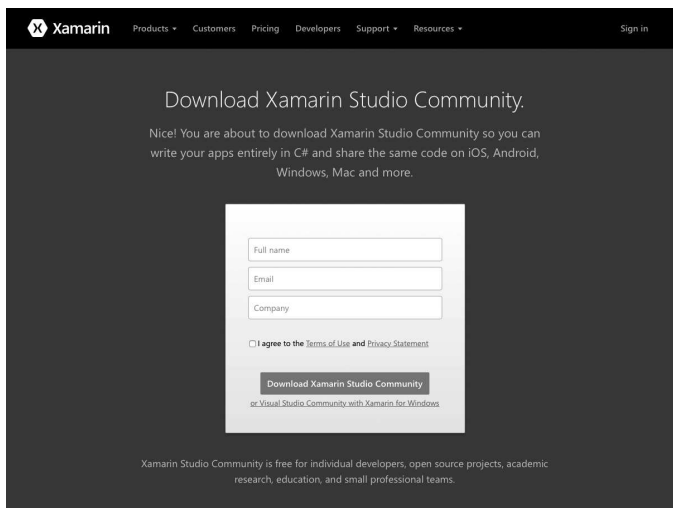 Xamarin Products Customers Pricing Developers Support Resources Sign in
Download Xamarin Studio Community.
Nice! You are about to download Xamarin Studio Community so you can
write your apps entirely in C# and share the same code on iOS, Android,
Windows, Mac and more.
Full name
Email
Company
I agree to the Terms of Use and Privacy Statement
Download Xamarin Studio Community
or Visual Studio Community with Xamarin for Windows
Xamarin Studio Community is free for individual developers, open source projects, academic
research, education, and small professional teams.